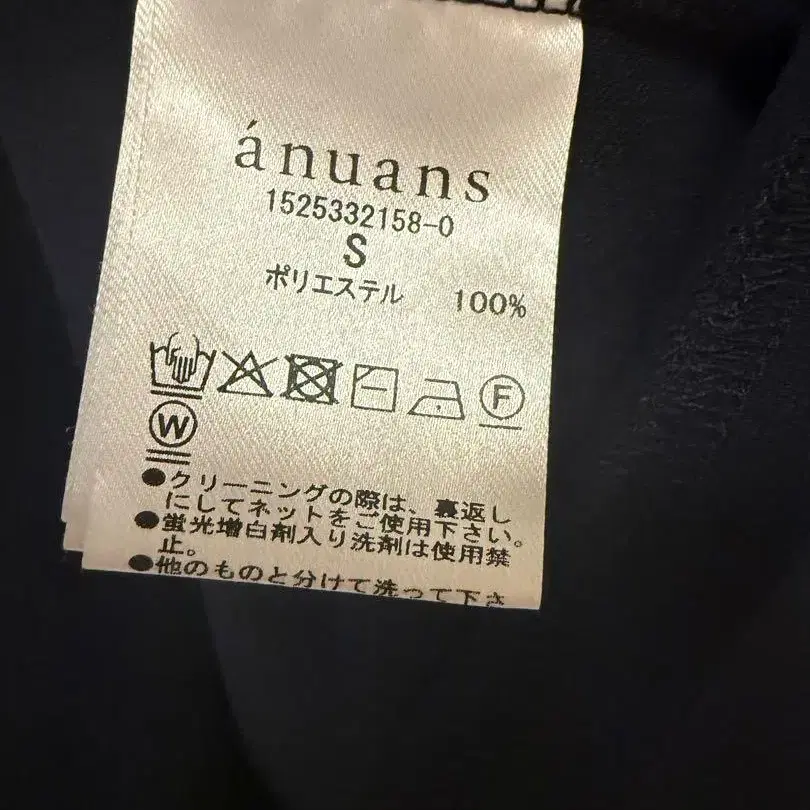 ánuans
1525332158-0
S
ポリエステル 100%
F
W
●クリーニングの際は、裏返し
にしてネットをご使用下さい。
●蛍光増白剤入り洗剤は使用禁
止。
●他のものと分けて洗って下さ